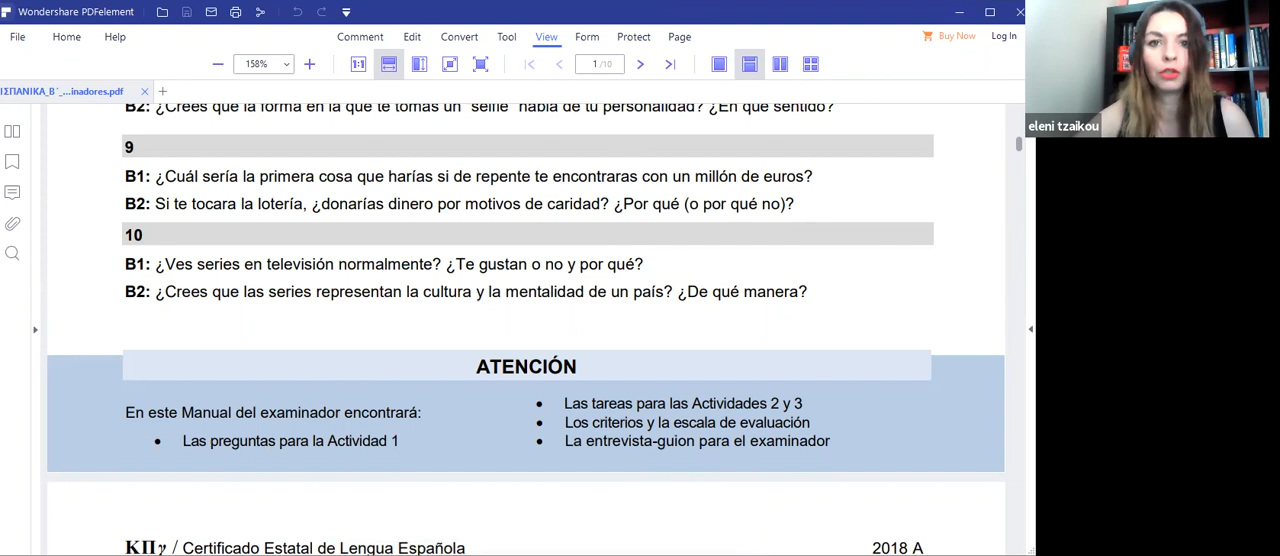 Wondershare PDFelement
File Home Help Comment Edit Convert Tool View Form Protect Page Buy Now Log In
158% 1:1 1 /10
ΙΣΠΑΝΙΚΑ_Β΄_...inadores.pdf
eleni tzaikou
B2: ¿Crees que la forma en la que te tomas un "selfie" habla de tu personalidad? ¿En qué sentido?
9
B1: ¿Cuál sería la primera cosa que harías si de repente te encontraras con un millón de euros?
B2: Si te tocara la lotería, ¿donarías dinero por motivos de caridad? ¿Por qué (o por qué no)?
10
B1: ¿Ves series en televisión normalmente? ¿Te gustan o no y por qué?
B2: ¿Crees que las series representan la cultura y la mentalidad de un país? ¿De qué manera?
ATENCIÓN
En este Manual del examinador encontrará:
• Las preguntas para la Actividad 1
• Las tareas para las Actividades 2 y 3
• Los criterios y la escala de evaluación
• La entrevista-guion para el examinador
ΚΠγ / Certificado Estatal de Lengua Española 2018 A